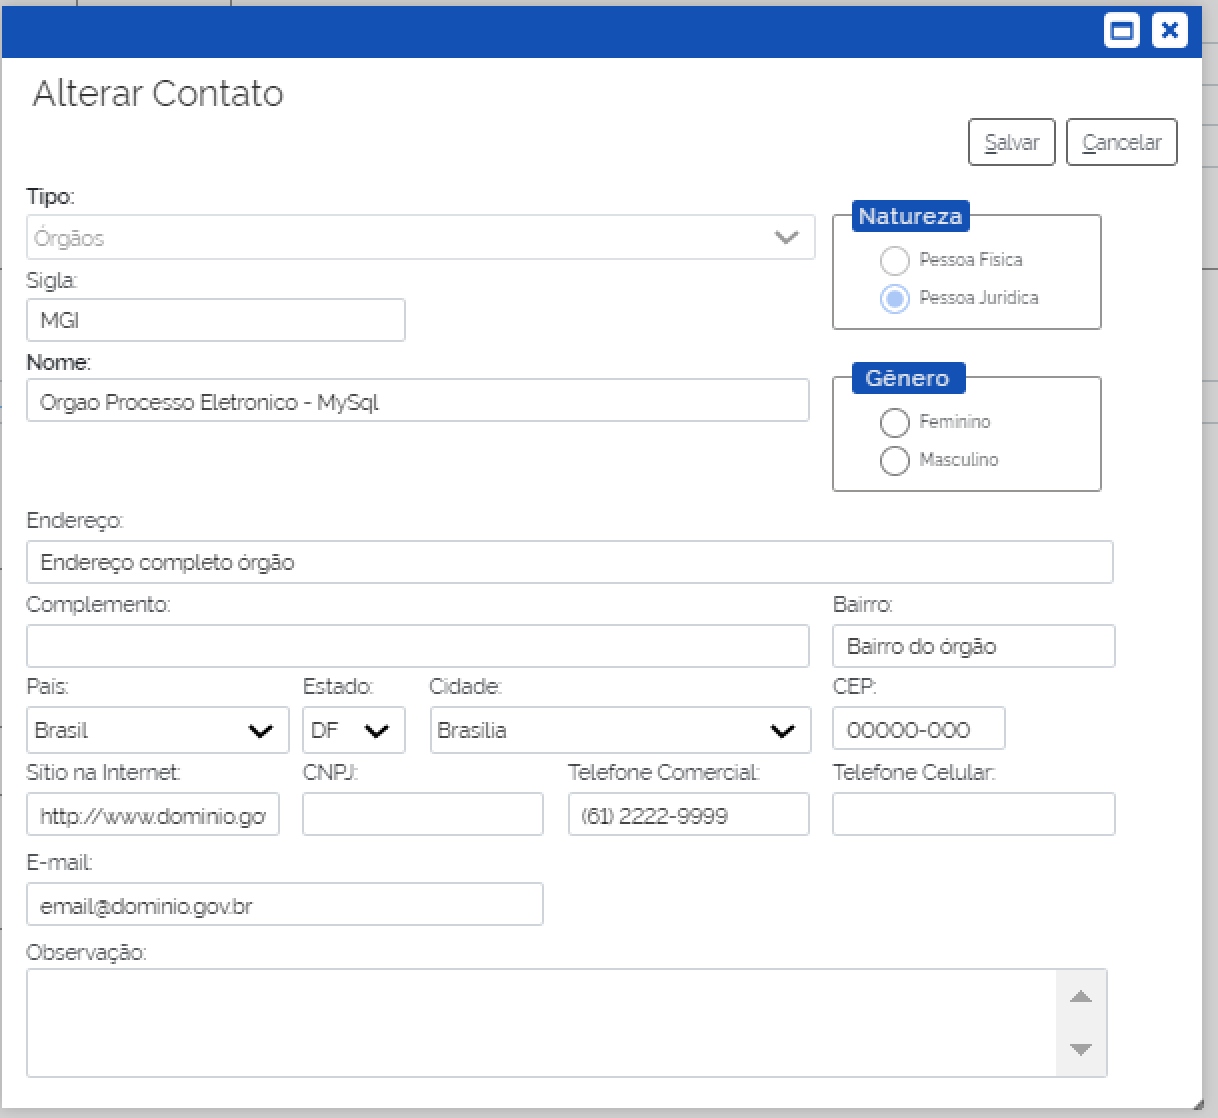 Alterar Contato
Salvar Cancelar
Tipo:
Órgãos
Natureza
Pessoa Física
Pessoa Jurídica
Sigla:
MGI
Nome:
Orgao Processo Eletronico - MySql
Gênero
Feminino
Masculino
Endereço:
Endereço completo órgão
Complemento: Bairro:
Bairro do órgão
País: Estado: Cidade: CEP:
Brasil DF Brasília 00000-000
Sítio na Internet: CNPJ: Telefone Comercial: Telefone Celular:
http://www.dominio.go (61) 2222-9999
E-mail:
email@dominio.gov.br
Observação: